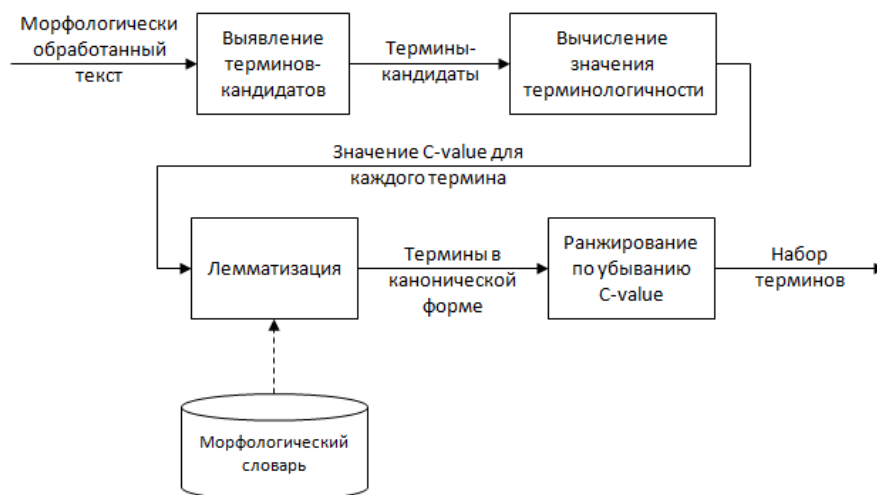 Морфологически
обработанный
текст
Выявление
терминов-
кандидатов
Термины-
кандидаты
Вычисление
значения
терминологичности
Значение C-value для
каждого термина
Лемматизация
Термины в
канонической
форме
Ранжирование
по убыванию
C-value
Набор
терминов
Морфологический
словарь